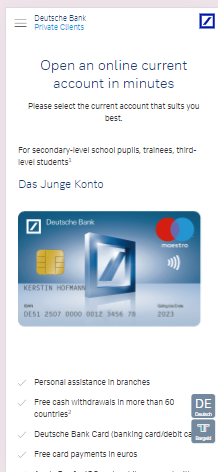 Deutsche Bank
Private Clients
Open an online current
account in minutes
Please select the current account that suits you
best.
For secondary-level school pupils, trainees, third-
level students¹
Das Junge Konto
Deutsche Bank
maestro
KERSTIN HOFMANN
IBAN
DE51 2507 0000 0012 3456 78
2023
Personal assistance in branches
Free cash withdrawals in more than 60
countries²
Deutsche Bank Card (banking card/debit ca
Free card payments in euros
DE
Deutsch
Bargeld